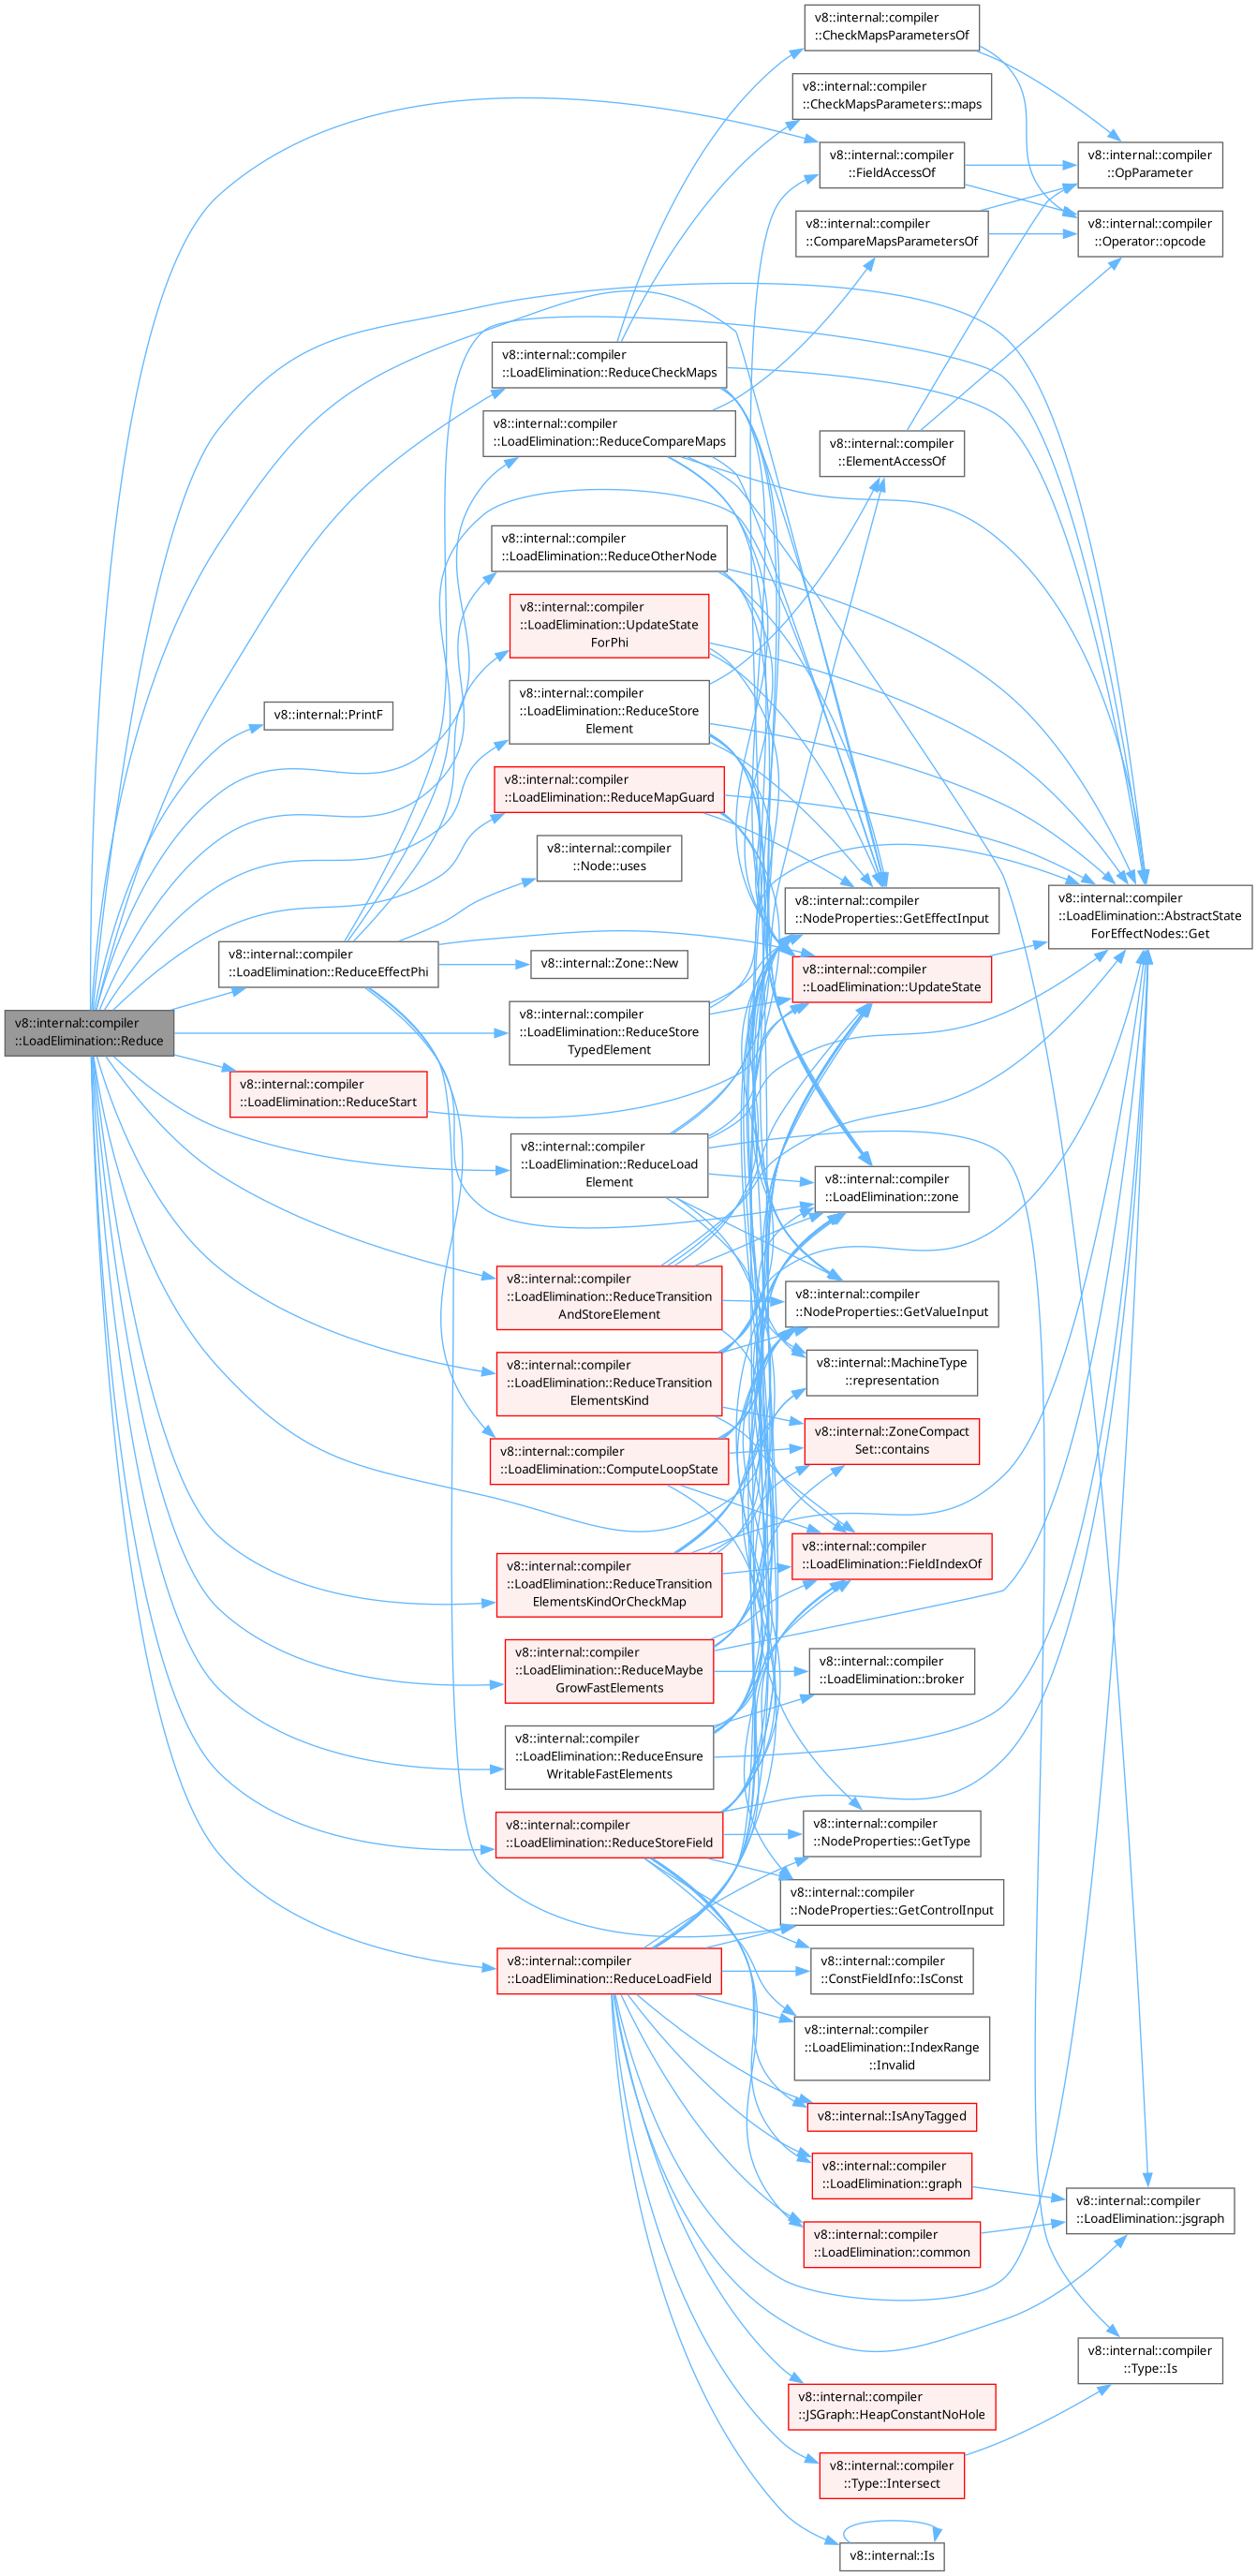 v8::internal::compiler
::CheckMapsParametersOf
v8::internal::compiler
::CheckMapsParameters::maps
v8::internal::compiler
::FieldAccessOf
v8::internal::compiler
::OpParameter
v8::internal::compiler
::CompareMapsParametersOf
v8::internal::compiler
::Operator::opcode
v8::internal::compiler
::LoadElimination::ReduceCheckMaps
v8::internal::compiler
::LoadElimination::ReduceCompareMaps
v8::internal::compiler
::ElementAccessOf
v8::internal::compiler
::LoadElimination::ReduceOtherNode
v8::internal::compiler
::LoadElimination::UpdateState
ForPhi
v8::internal::PrintF
v8::internal::compiler
::LoadElimination::ReduceStore
Element
v8::internal::compiler
::LoadElimination::ReduceMapGuard
v8::internal::compiler
::Node::uses
v8::internal::compiler
::NodeProperties::GetEffectInput
v8::internal::compiler
::LoadElimination::AbstractState
ForEffectNodes::Get
v8::internal::compiler
::LoadElimination::ReduceEffectPhi
v8::internal::Zone::New
v8::internal::compiler
::LoadElimination::UpdateState
v8::internal::compiler
::LoadElimination::Reduce
v8::internal::compiler
::LoadElimination::ReduceStore
TypedElement
v8::internal::compiler
::LoadElimination::ReduceStart
v8::internal::compiler
::LoadElimination::ReduceLoad
Element
v8::internal::compiler
::LoadElimination::zone
v8::internal::compiler
::LoadElimination::ReduceTransition
AndStoreElement
v8::internal::compiler
::NodeProperties::GetValueInput
v8::internal::compiler
::LoadElimination::ReduceTransition
ElementsKind
v8::internal::MachineType
::representation
v8::internal::compiler
::LoadElimination::ComputeLoopState
v8::internal::ZoneCompact
Set::contains
v8::internal::compiler
::LoadElimination::FieldIndexOf
v8::internal::compiler
::LoadElimination::ReduceTransition
ElementsKindOrCheckMap
v8::internal::compiler
::LoadElimination::ReduceMaybe
GrowFastElements
v8::internal::compiler
::LoadElimination::broker
v8::internal::compiler
::LoadElimination::ReduceEnsure
WritableFastElements
v8::internal::compiler
::LoadElimination::ReduceStoreField
v8::internal::compiler
::NodeProperties::GetType
v8::internal::compiler
::NodeProperties::GetControlInput
v8::internal::compiler
::LoadElimination::ReduceLoadField
v8::internal::compiler
::ConstFieldInfo::IsConst
v8::internal::compiler
::LoadElimination::IndexRange
::Invalid
v8::internal::IsAnyTagged
v8::internal::compiler
::LoadElimination::graph
v8::internal::compiler
::LoadElimination::jsgraph
v8::internal::compiler
::LoadElimination::common
v8::internal::compiler
::Type::Is
v8::internal::compiler
::JSGraph::HeapConstantNoHole
v8::internal::compiler
::Type::Intersect
v8::internal::Is